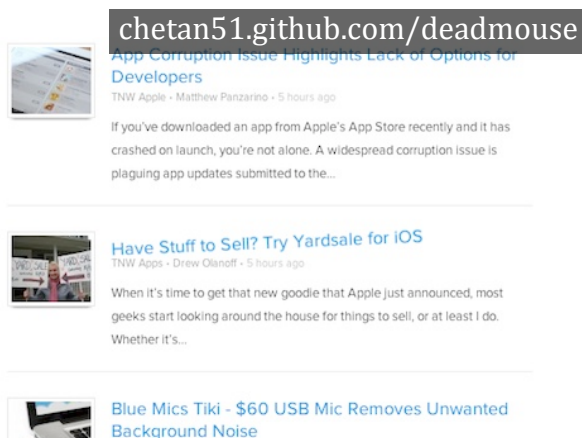 chetan51.github.com/deadmouse
App Corruption Issue Highlights Lack of Options for
Developers
TNW Apple • Matthew Panzarino • 5 hours ago
If you've downloaded an app from Apple's App Store recently and it has
crashed on launch, you're not alone. A widespread corruption issue is
plaguing app updates submitted to the...
Have Stuff to Sell? Try Yardsale for iOS
TNW Apps • Drew Olanoff • 5 hours ago
When it's time to get that new goodie that Apple just announced, most
geeks start looking around the house for things to sell, or at least I do.
Whether it's...
Blue Mics Tiki - $60 USB Mic Removes Unwanted
Background Noise